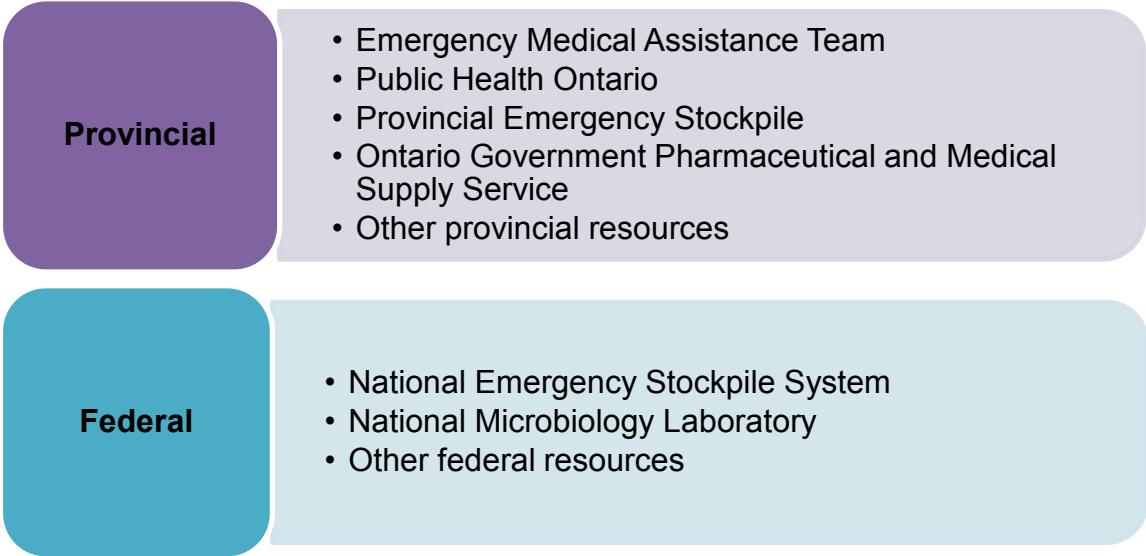 Provincial
• Emergency Medical Assistance Team
• Public Health Ontario
• Provincial Emergency Stockpile
• Ontario Government Pharmaceutical and Medical
Supply Service
• Other provincial resources
Federal
• National Emergency Stockpile System
• National Microbiology Laboratory
• Other federal resources